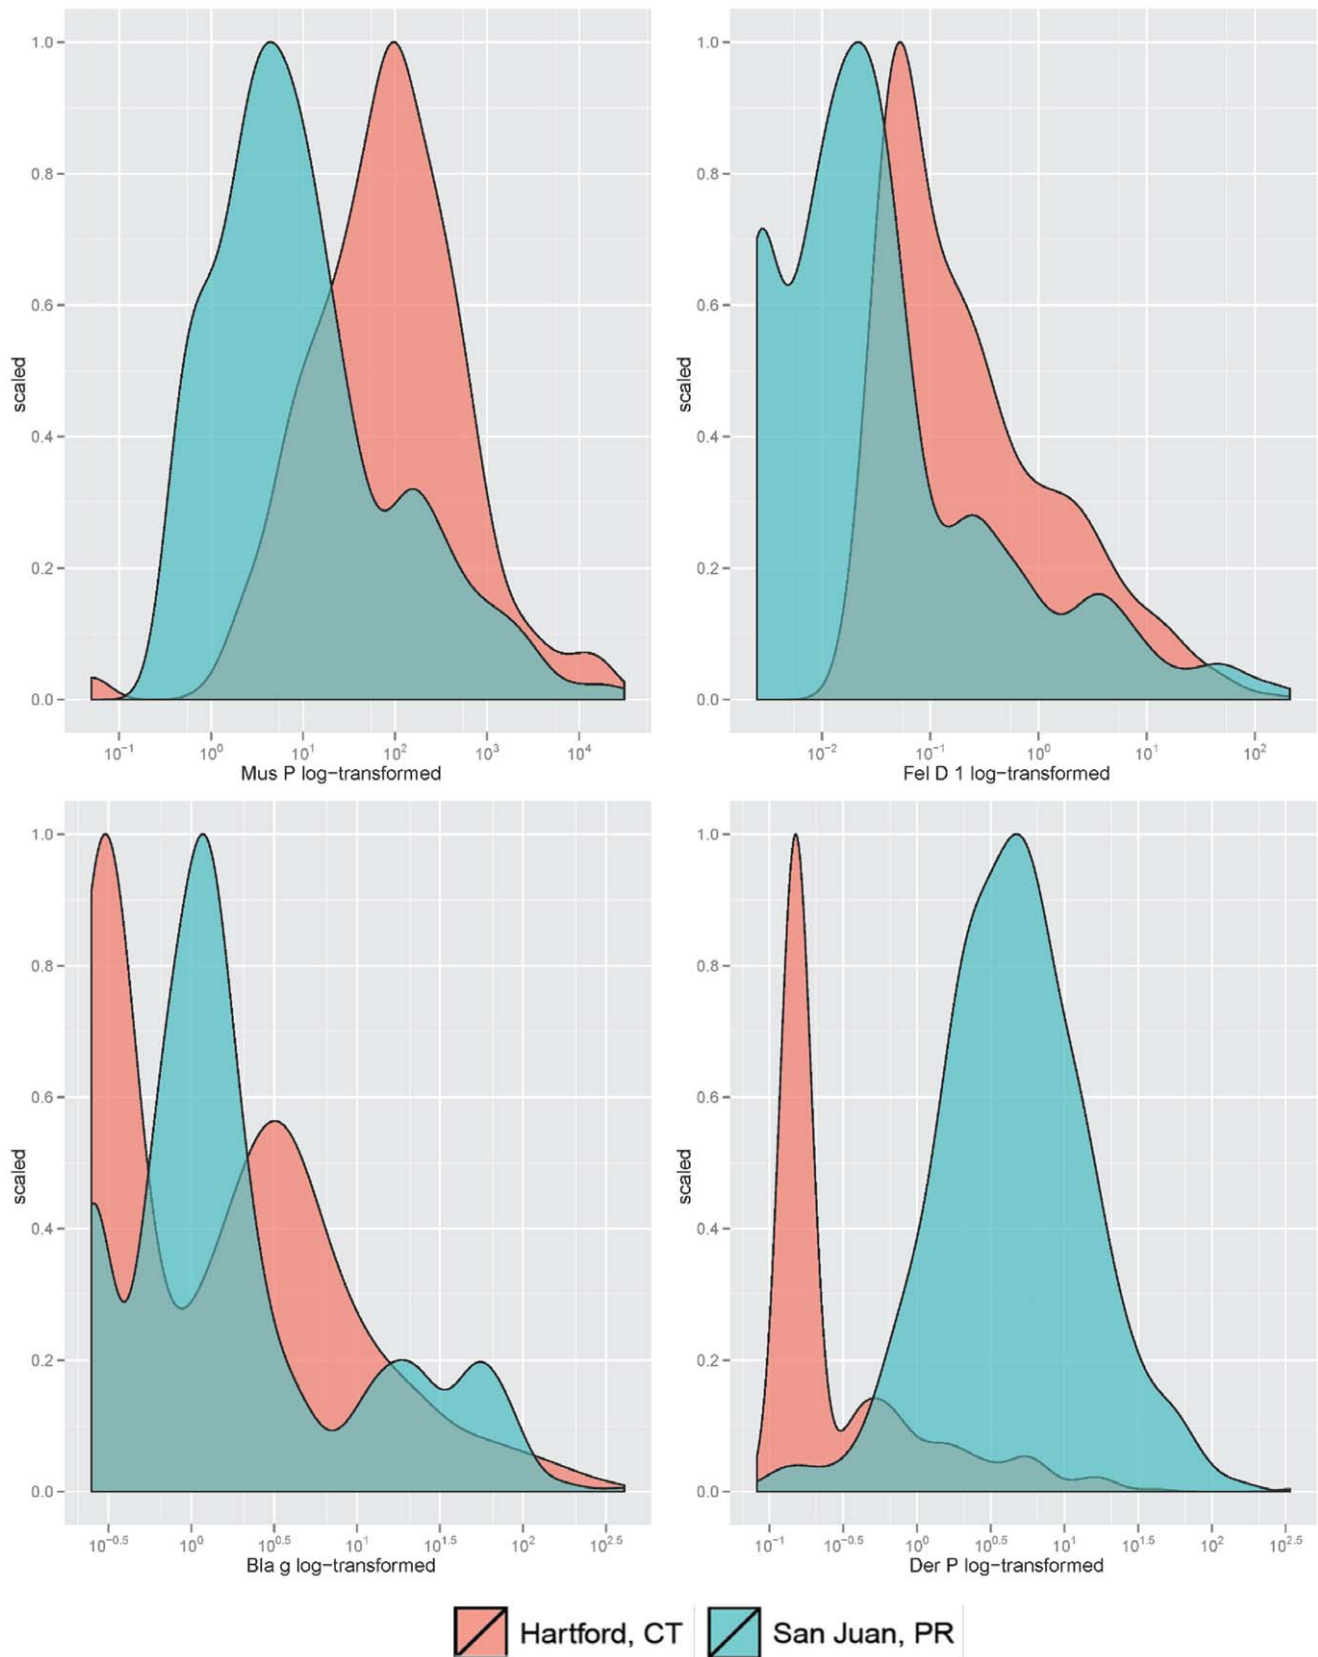 1.0
0.8
0.6
0.4
0.2
0.0
scaled
10⁻¹ 10⁰ 10¹ 10² 10³ 10⁴
Mus P log−transformed
1.0
0.8
0.6
0.4
0.2
0.0
scaled
10⁻² 10⁻¹ 10⁰ 10¹ 10²
Fel D 1 log−transformed
1.0
0.8
0.6
0.4
0.2
0.0
scaled
10⁻⁰·⁵ 10⁰ 10⁰·⁵ 10¹ 10¹·⁵ 10² 10²·⁵
Bla g log−transformed
1.0
0.8
0.6
0.4
0.2
0.0
scaled
10⁻¹ 10⁻⁰·⁵ 10⁰ 10⁰·⁵ 10¹ 10¹·⁵ 10² 10²·⁵
Der P log−transformed
Hartford, CT San Juan, PR